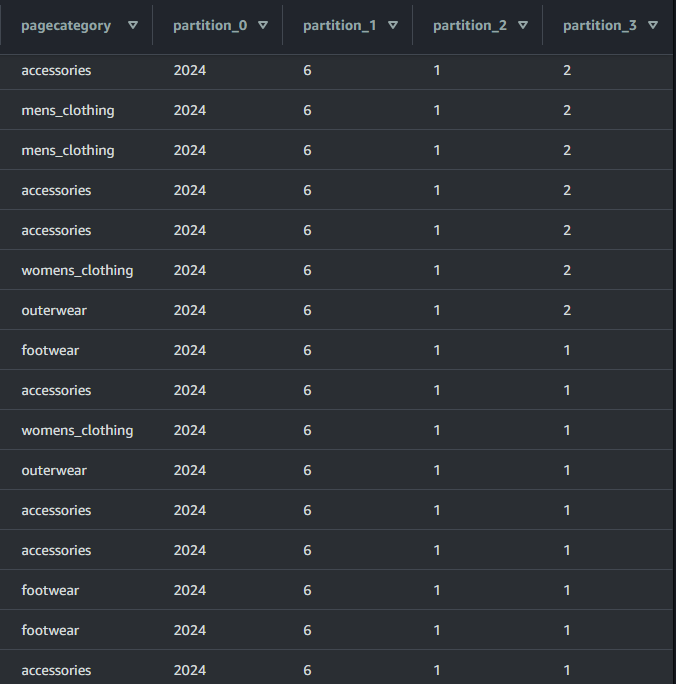 pagecategory partition_0 partition_1 partition_2 partition_3
accessories 2024 6 1 2
mens_clothing 2024 6 1 2
mens_clothing 2024 6 1 2
accessories 2024 6 1 2
accessories 2024 6 1 2
womens_clothing 2024 6 1 2
outerwear 2024 6 1 2
footwear 2024 6 1 1
accessories 2024 6 1 1
womens_clothing 2024 6 1 1
outerwear 2024 6 1 1
accessories 2024 6 1 1
accessories 2024 6 1 1
footwear 2024 6 1 1
footwear 2024 6 1 1
accessories 2024 6 1 1